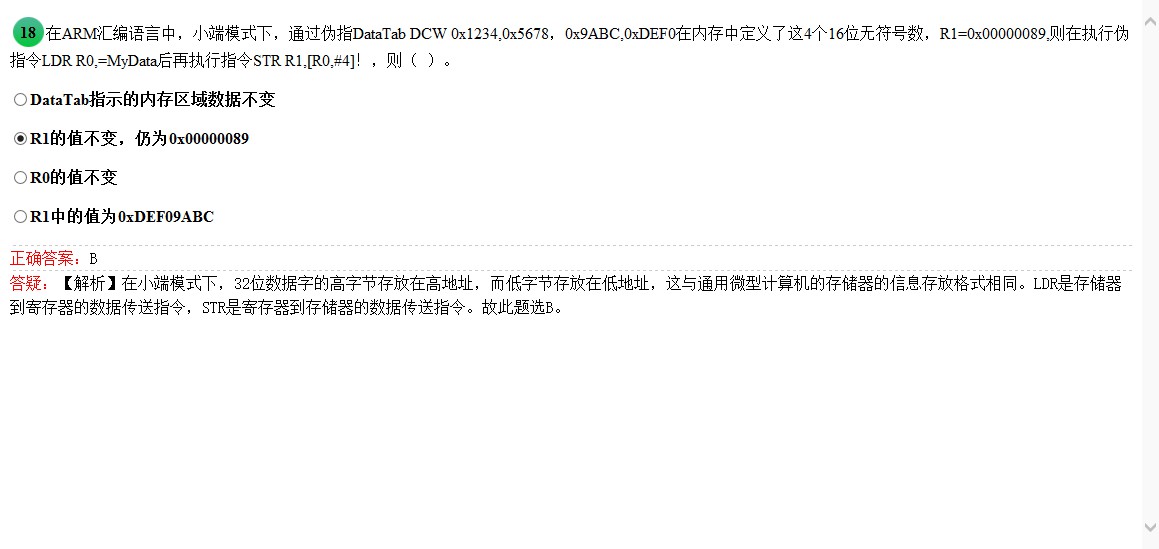 18 在ARM汇编语言中，小端模式下，通过伪指DataTab DCW 0x1234,0x5678，0x9ABC,0xDEF0在内存中定义了这4个16位无符号数，R1=0x00000089,则在执行伪
指令LDR R0,=MyData后再执行指令STR R1,[R0,#4]！，则（ ）。
DataTab指示的内存区域数据不变
R1的值不变，仍为0x00000089
R0的值不变
R1中的值为0xDEF09ABC
正确答案：B
答疑：【解析】在小端模式下，32位数据字的高字节存放在高地址，而低字节存放在低地址，这与通用微型计算机的存储器的信息存放格式相同。LDR是存储器
到寄存器的数据传送指令，STR是寄存器到存储器的数据传送指令。故此题选B。